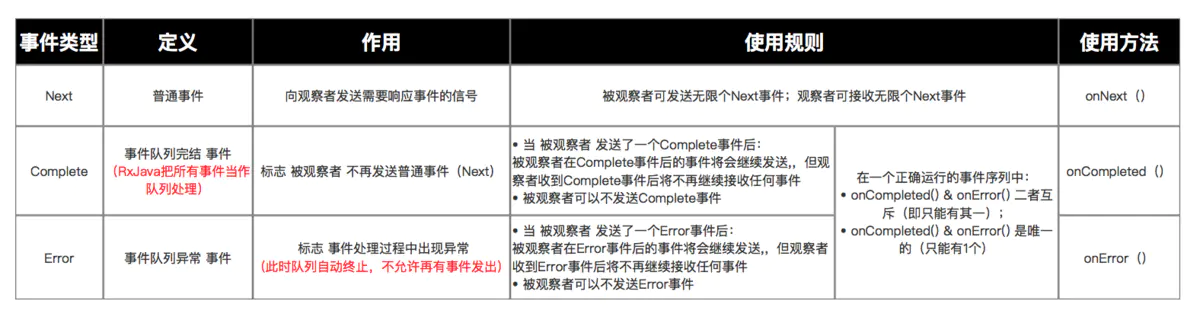 事件类型
定义
作用
使用规则
使用方法
Next
普通事件
向观察者发送需要响应事件的信号
被观察者可发送无限个Next事件；观察者可接收无限个Next事件
onNext（）
Complete
事件队列完结 事件
（RxJava把所有事件当作
队列处理）
标志 被观察者 不再发送普通事件（Next）
• 当 被观察者 发送了一个Complete事件后：
被观察者在Complete事件后的事件将会继续发送,，但观
察者收到Complete事件后将不再继续接收任何事件
• 被观察者可以不发送Complete事件
在一个正确运行的事件序列中：
• onCompleted() & onError() 二者互
斥（即只能有其一）；
• onCompleted() & onError() 是唯一
的（只能有1个）
onCompleted（）
Error
事件队列异常 事件
标志 事件处理过程中出现异常
（此时队列自动终止，不允许再有事件发出）
• 当 被观察者 发送了一个Error事件后：
被观察者在Error事件后的事件将会继续发送,，但观察者
收到Error事件后将不再继续接收任何事件
• 被观察者可以不发送Error事件
onError（）